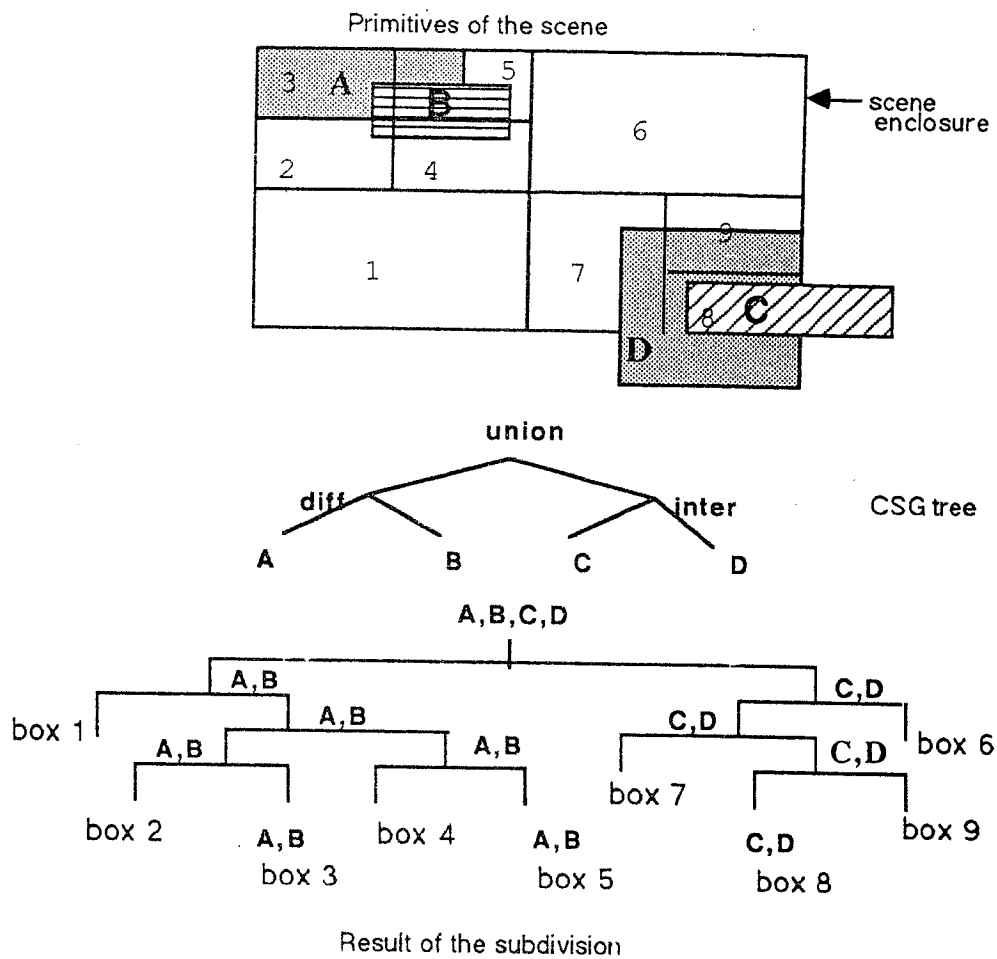 Primitives of the scene
3 A
5
B
scene
enclosure
6
2
4
9
1
7
8 C
D
union
diff
inter
CSG tree
A
B
C
D
A,B,C,D
A,B
C,D
box 1
A,B
C,D
box 6
A,B
A,B
C,D
box 7
box 2
box 4
box 9
A,B
A,B
C,D
box 3
box 5
box 8
Result of the subdivision